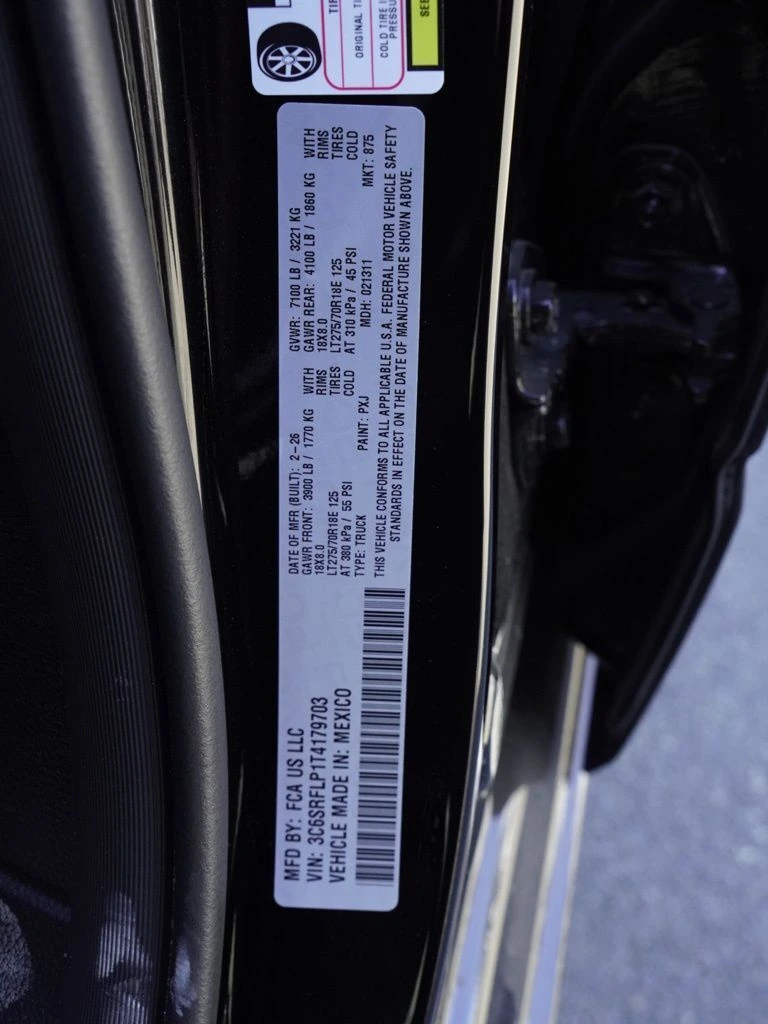 TIR
ORIGINAL TI
COLD TIRE I
PRESSU
SEE
MFD BY: FCA US LLC
VIN: 3C6SRFLP1T4179703
VEHICLE MADE IN: MEXICO
DATE OF MFR (BUILT): 2-26 GVWR: 7100 LB / 3221 KG
GAWR FRONT: 3900 LB / 1770 KG WITH GAWR REAR: 4100 LB / 1860 KG WITH
18X8.0 RIMS 18X8.0 RIMS
LT275/70R18E 125 TIRES LT275/70R18E 125 TIRES
AT 380 kPa / 55 PSI COLD AT 310 kPa / 45 PSI COLD
TYPE: TRUCK PAINT: PXJ MDH: 021311 MKT: 875
THIS VEHICLE CONFORMS TO ALL APPLICABLE U.S.A. FEDERAL MOTOR VEHICLE SAFETY
STANDARDS IN EFFECT ON THE DATE OF MANUFACTURE SHOWN ABOVE.